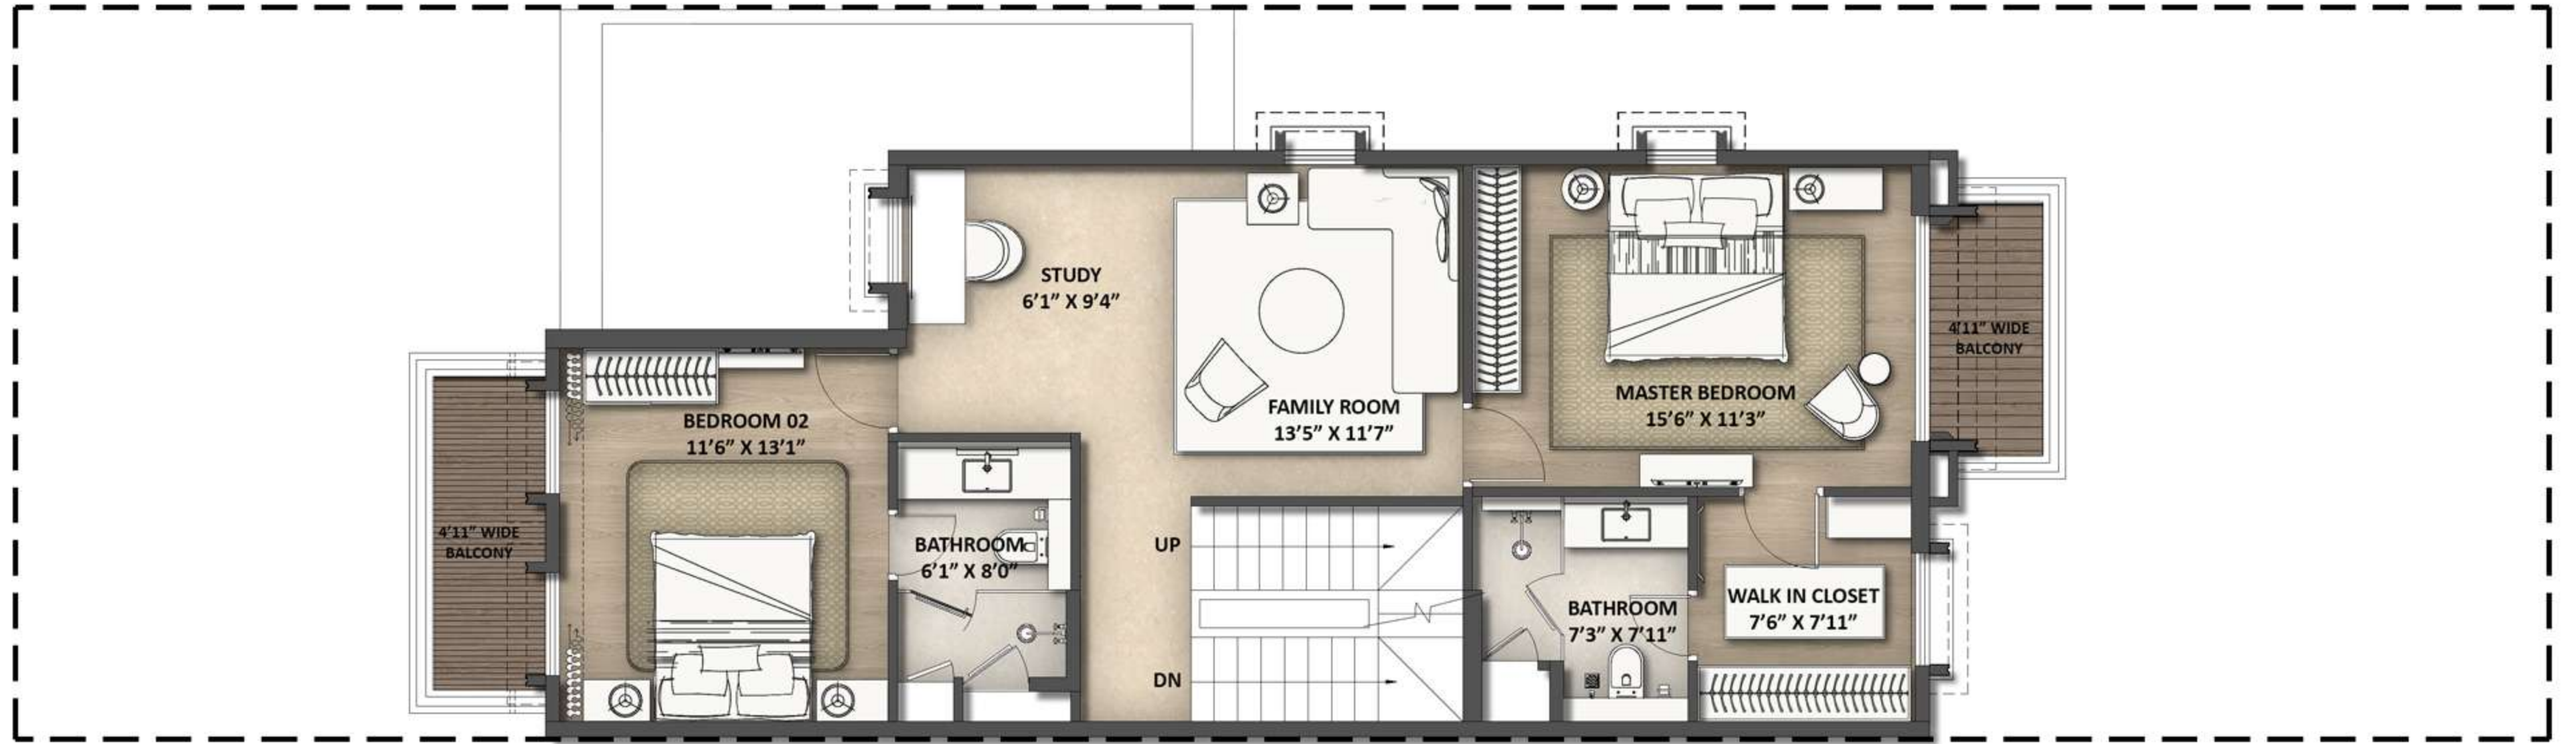 STUDY
6’1” X 9’4”
4’11” WIDE
BALCONY
MASTER BEDROOM
15’6” X 11’3”
FAMILY ROOM
13’5” X 11’7”
BEDROOM 02
11’6” X 13’1”
4’11” WIDE
BALCONY
BATHROOM
6’1” X 8’0”
UP
WALK IN CLOSET
7’6” X 7’11”
BATHROOM
7’3” X 7’11”
DN